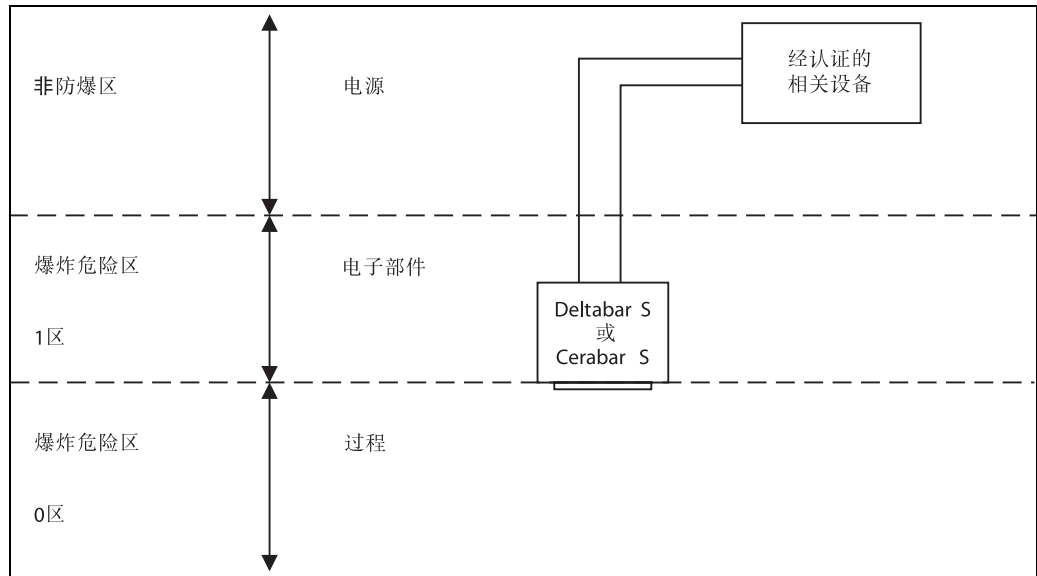 非防爆区
电源
经认证的
相关设备
爆炸危险区
电子部件
1区
Deltabar S
或
Cerabar S
爆炸危险区
过程
0区